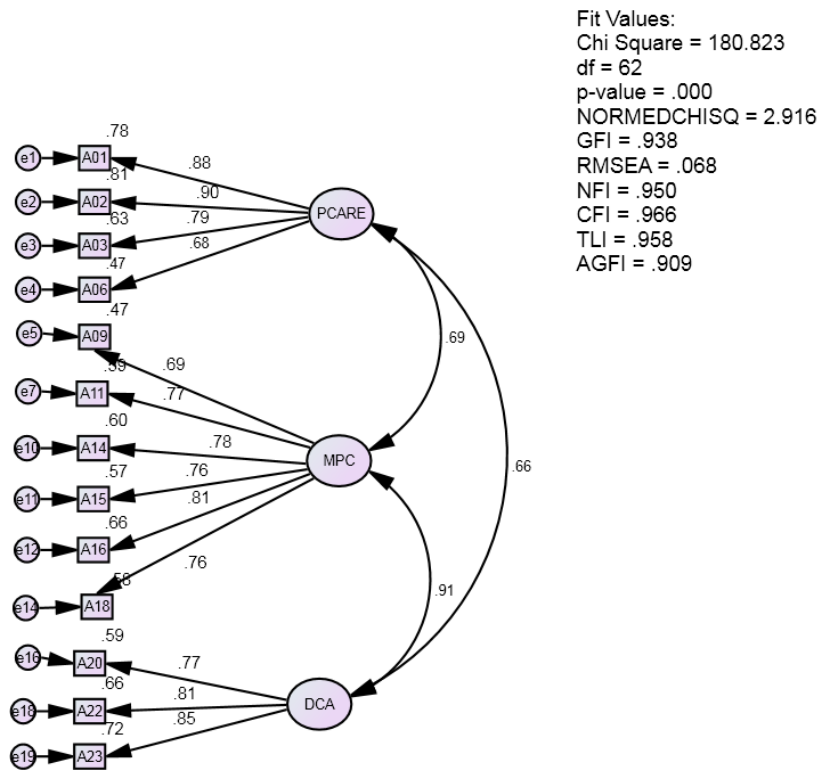 Fit Values:
Chi Square = 180.823
df = 62
p-value = .000
NORMEDCHISQ = 2.916
GFI = .938
RMSEA = .068
NFI = .950
CFI = .966
TLI = .958
AGFI = .909
.78
e1 A01 .88
.81
e2 A02 .90
.63
e3 A03 .79
.68
.47
e4 A06
PCARE
.47
e5 A09
.69
.59
e7 A11 .77
.60
e10 A14 .78
.57
e11 A15 .76
.81
.66
e12 A16
.76
.58
e14 A18
MPC
.69
.66
.91
.59
e16 A20 .77
.66
e18 A22 .81
.72
e19 A23 .85
DCA